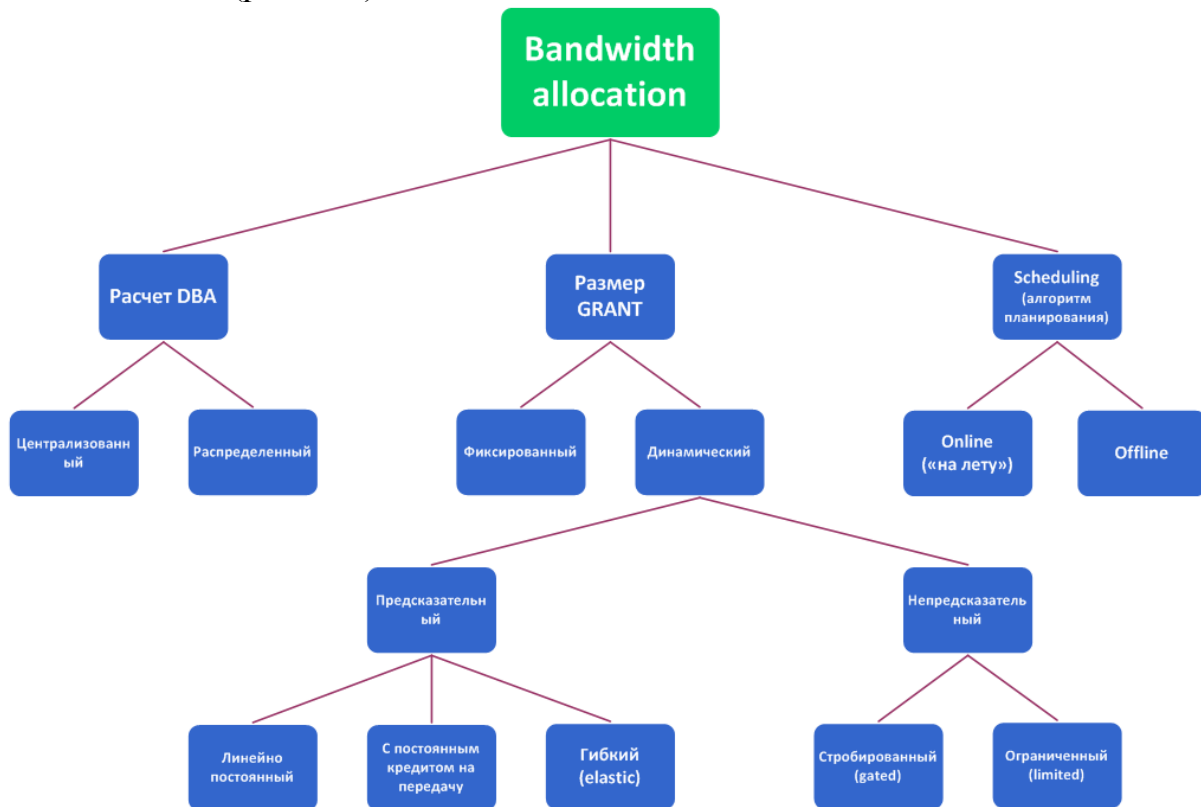 Bandwidth
allocation
Расчет DBA
Размер
GRANT
Scheduling
(алгоритм
планирования)
Централизованн
ый
Распределенный
Фиксированный
Динамический
Online
(«на лету»)
Offline
Предсказательн
ый
Непредсказатель
ный
Линейно
постоянный
С постоянным
кредитом на
передачу
Гибкий
(elastic)
Стробированный
(gated)
Ограниченный
(limited)